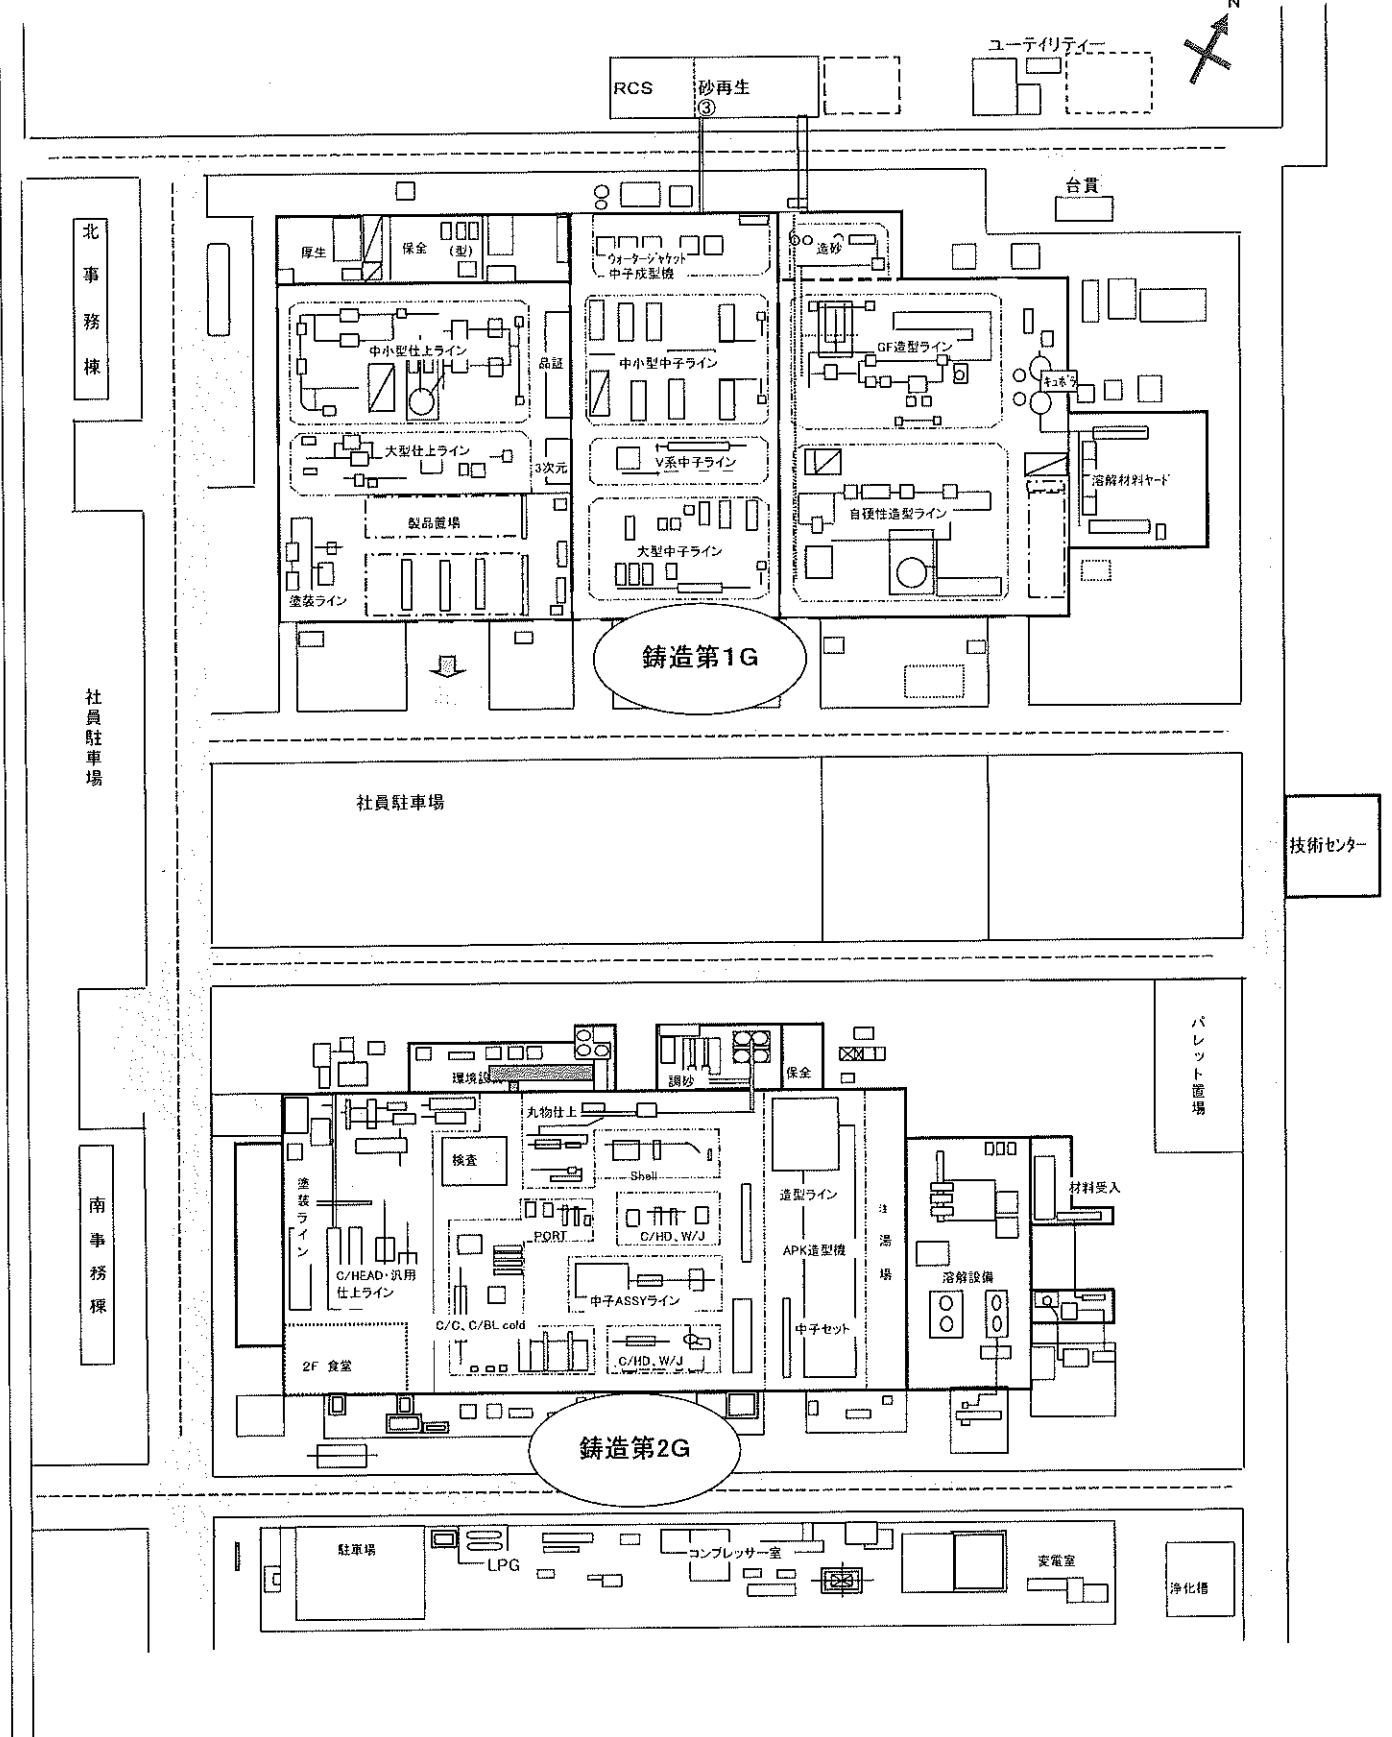 N
ユーテイリティー
RCS
砂再生
③
台貫
北事務棟
厚生
保全
(型)
ウォータージャケット
中子成型機
造砂
中小型仕上ライン
品証
中小型中子ライン
GF造型ライン
キュポラ
大型仕上ライン
3次元
V系中子ライン
溶解材料ヤード
製品置場
大型中子ライン
自硬性造型ライン
塗装ライン
鋳造第1G
社員駐車場
社員駐車場
技術センター
パレット置場
環境設
調砂
保全
丸物仕上
検査
Shell
塗装ライン
造型ライン
注湯場
材料受入
南事務棟
PORT
C/HD、W/J
APK造型機
C/HEAD・汎用
仕上ライン
中子ASSYライン
溶解設備
C/C、C/BL cold
中子セット
2F 食堂
C/HD、W/J
鋳造第2G
駐車場
LPG
コンプレッサー室
変電室
浄化槽